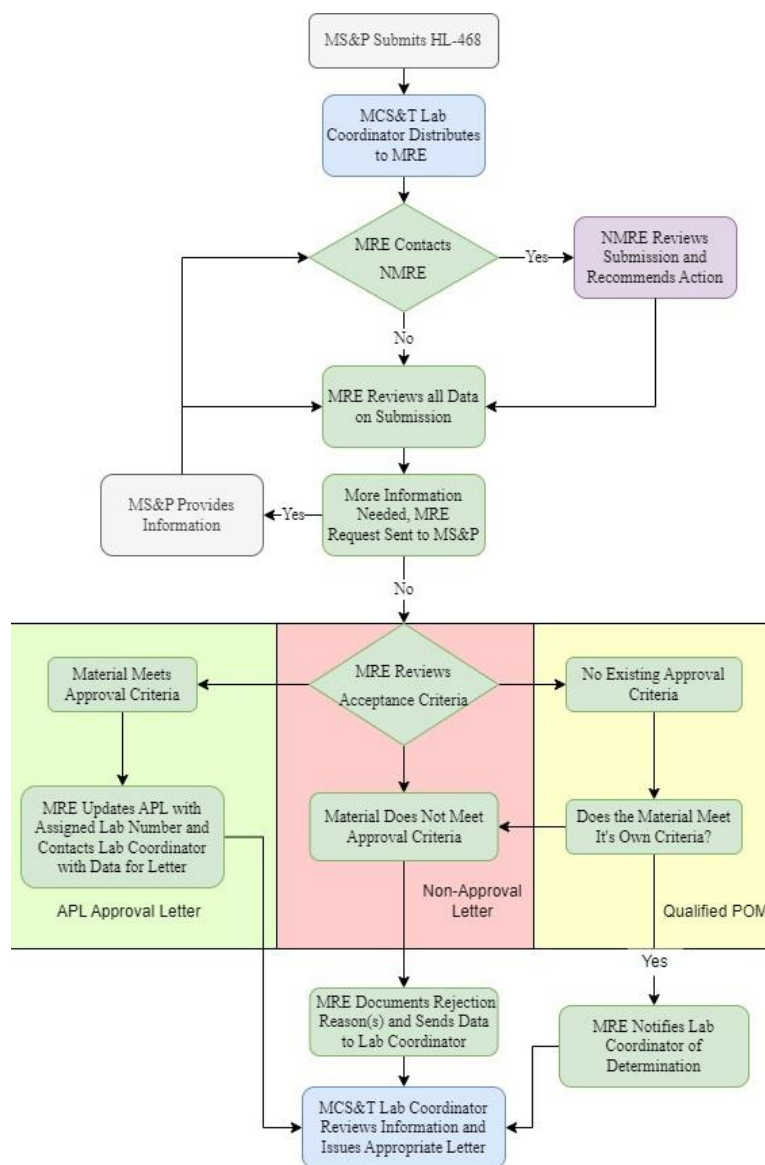 MS&P Submits HL-468
MCS&T Lab
Coordinator Distributes
to MRE
MRE Contacts
NMRE
Yes
NMRE Reviews
Submission and
Recommends Action
No
MRE Reviews all Data
on Submission
MS&P Provides
Information
Yes
More Information
Needed, MRE
Request Sent to MS&P
No
Material Meets
Approval Criteria
MRE Reviews
Acceptance Criteria
No Existing Approval
Criteria
MRE Updates APL with
Assigned Lab Number and
Contacts Lab Coordinator
with Data for Letter
Material Does Not Meet
Approval Criteria
Does the Material Meet
It's Own Criteria?
APL Approval Letter
Non-Approval
Letter
Qualified POM
Yes
MRE Documents Rejection
Reason(s) and Sends Data
to Lab Coordinator
MRE Notifies Lab
Coordinator of
Determination
MCS&T Lab Coordinator
Reviews Information and
Issues Appropriate Letter